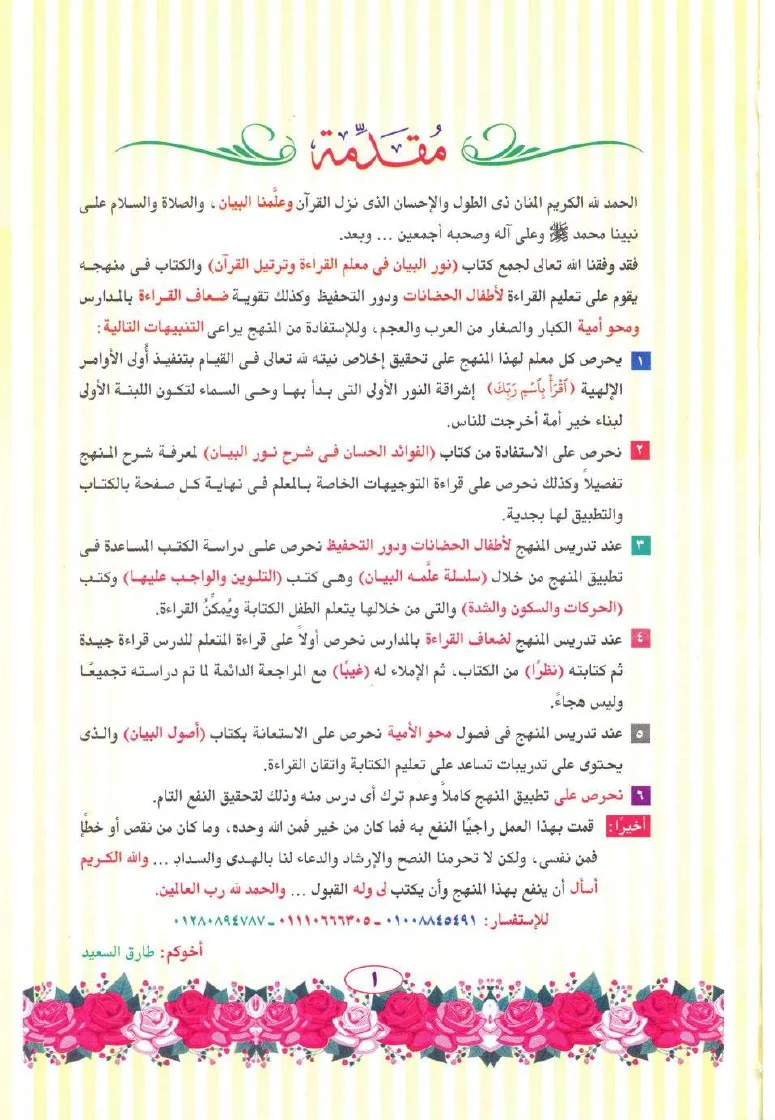 مُقَدِّمة
الحمد لله الكريم المنان ذى الطول والإحسان الذى نزل القرآن وعلَّمنا البيان، والصلاة والسلام على
نبينا محمد ﷺ وعلى آله وصحبه أجمعين ... وبعد.
فقد وفقنا الله تعالى لجمع كتاب (نور البيان فى معلم القراءة وترتيل القرآن) والكتاب فى منهجه
يقوم على تعليم القراءة لأطفال الحضانات ودور التحفيظ وكذلك تقوية ضعاف القراءة بالمدارس
ومحو أمية الكبار والصغار من العرب والعجم، وللإستفادة من المنهج يراعى التنبيهات التالية:
١ يحرص كل معلم لهذا المنهج على تحقيق إخلاص نيته لله تعالى فى القيام بتنفيذ أُولى الأوامر
الإلهية (ٱقْرَأْ بِٱسْمِ رَبِّكَ) إشراقة النور الأولى التى بدأ بها وحى السماء لتكون اللبنة الأولى
لبناء خير أمة أخرجت للناس.
٢ نحرص على الاستفادة من كتاب (الفوائد الحسان فى شرح نور البيان) لمعرفة شرح المنهج
تفصيلاً وكذلك نحرص على قراءة التوجيهات الخاصة بالمعلم فى نهاية كل صفحة بالكتاب
والتطبيق لها بجدية.
٣ عند تدريس المنهج لأطفال الحضانات ودور التحفيظ نحرص على دراسة الكتب المساعدة فى
تطبيق المنهج من خلال (سلسلة علَّمه البيان) وهى كتب (التلوين والواجب عليها) وكتب
(الحركات والسكون والشدة) والتى من خلالها يتعلم الطفل الكتابة ويُمكِّنُ القراءة.
٤ عند تدريس المنهج لضعاف القراءة بالمدارس نحرص أولاً على قراءة المتعلم للدرس قراءة جيدة
ثم كتابته (نظرًا) من الكتاب، ثم الإملاء له (غيبًا) مع المراجعة الدائمة لما تم دراسته تجميعًا
وليس هجاءً.
٥ عند تدريس المنهج فى فصول محو الأمية نحرص على الاستعانة بكتاب (أصول البيان) والذى
يحتوى على تدريبات تساعد على تعليم الكتابة واتقان القراءة.
٦ نحرص على تطبيق المنهج كاملاً وعدم ترك أى درس منه وذلك لتحقيق النفع التام.
أخيرًا: قمت بهذا العمل راجيًا النفع به فما كان من خير فمن الله وحده، وما كان من نقص أو خطإٍ
فمن نفسى، ولكن لا تحرمنا النصح والإرشاد والدعاء لنا بالهدى والسداد ... والله الكريم
أسأل أن ينفع بهذا المنهج وأن يكتب لى وله القبول ... والحمد لله رب العالمين.
للإستفسار: ٠١٠٠٨٨٤٥٤٩١ - ٠١١١٠٦٦٦٣٠٥ - ٠١٢٨٠٨٩٤٧٨٧
أخوكم: طارق السعيد
١